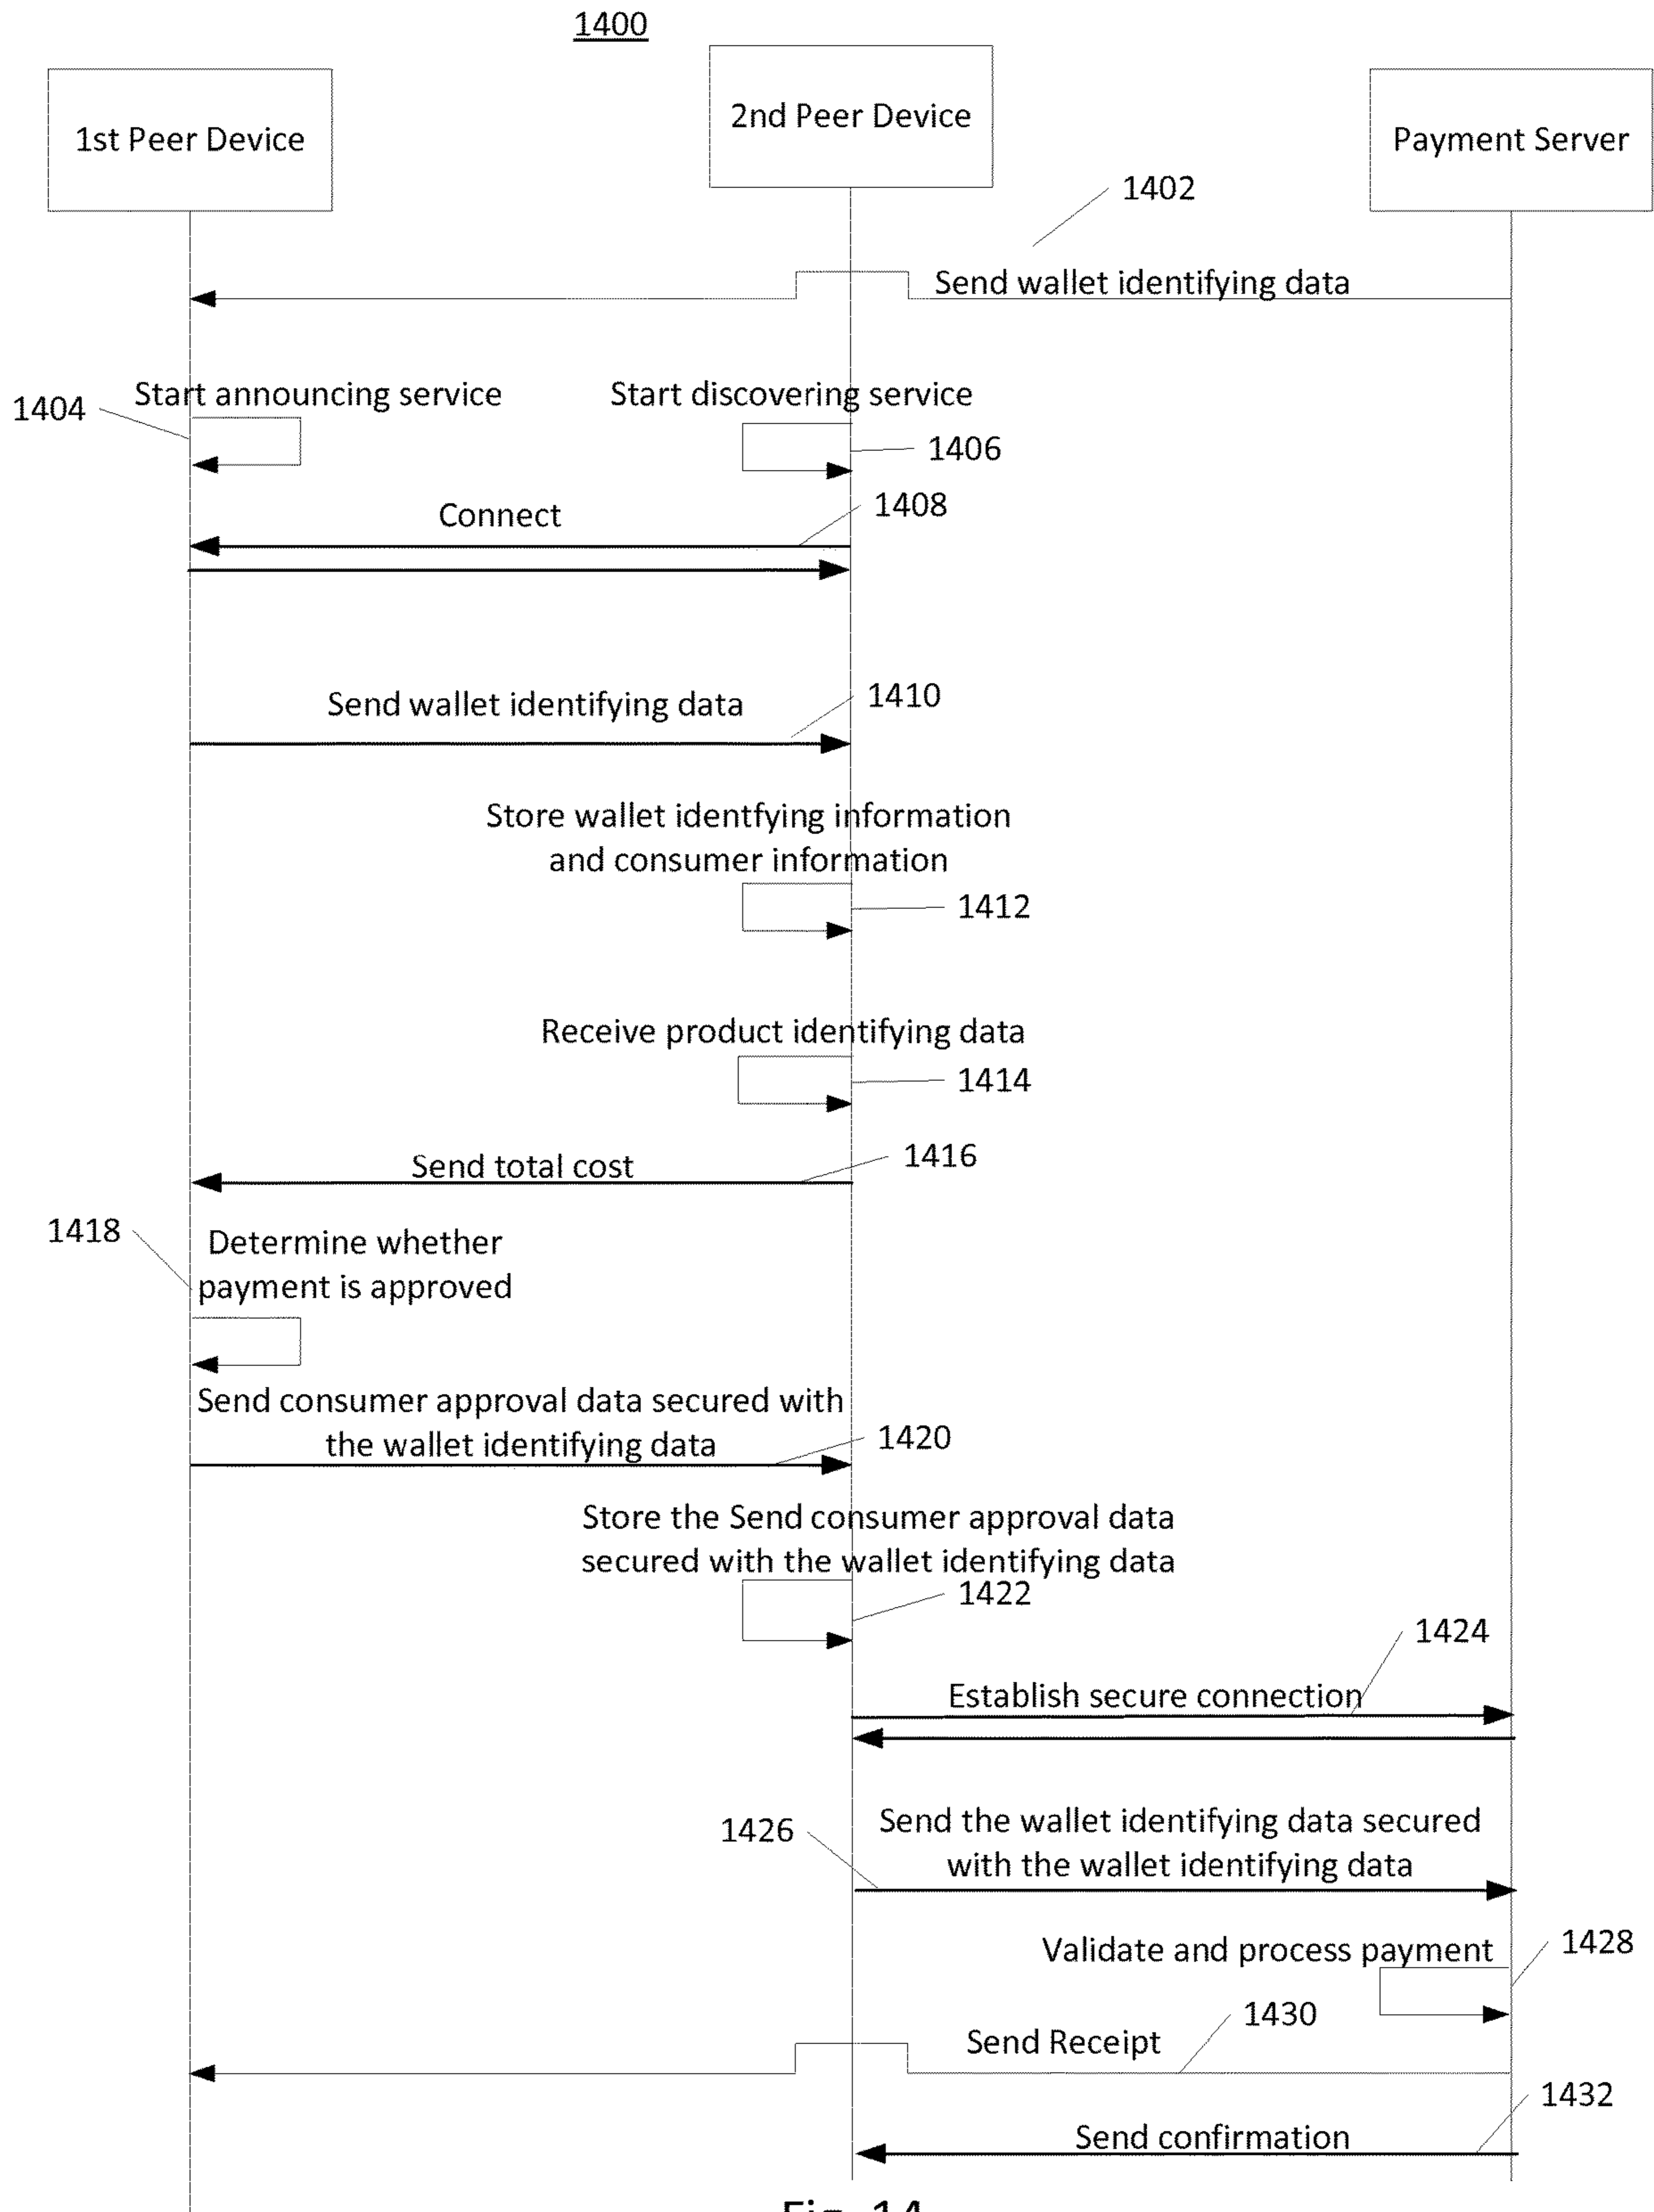 1400
1st Peer Device
2nd Peer Device
Payment Server
1402
Send wallet identifying data
Start announcing service
Start discovering service
1404
1406
1408
Connect
1410
Send wallet identifying data
Store wallet identfying information
and consumer information
1412
Receive product identifying data
1414
1416
Send total cost
1418
Determine whether
payment is approved
Send consumer approval data secured with
the wallet identifying data
1420
Store the Send consumer approval data
secured with the wallet identifying data
1422
1424
Establish secure connection
1426
Send the wallet identifying data secured
with the wallet identifying data
Validate and process payment
1428
1430
Send Receipt
1432
Send confirmation
Fig. 14